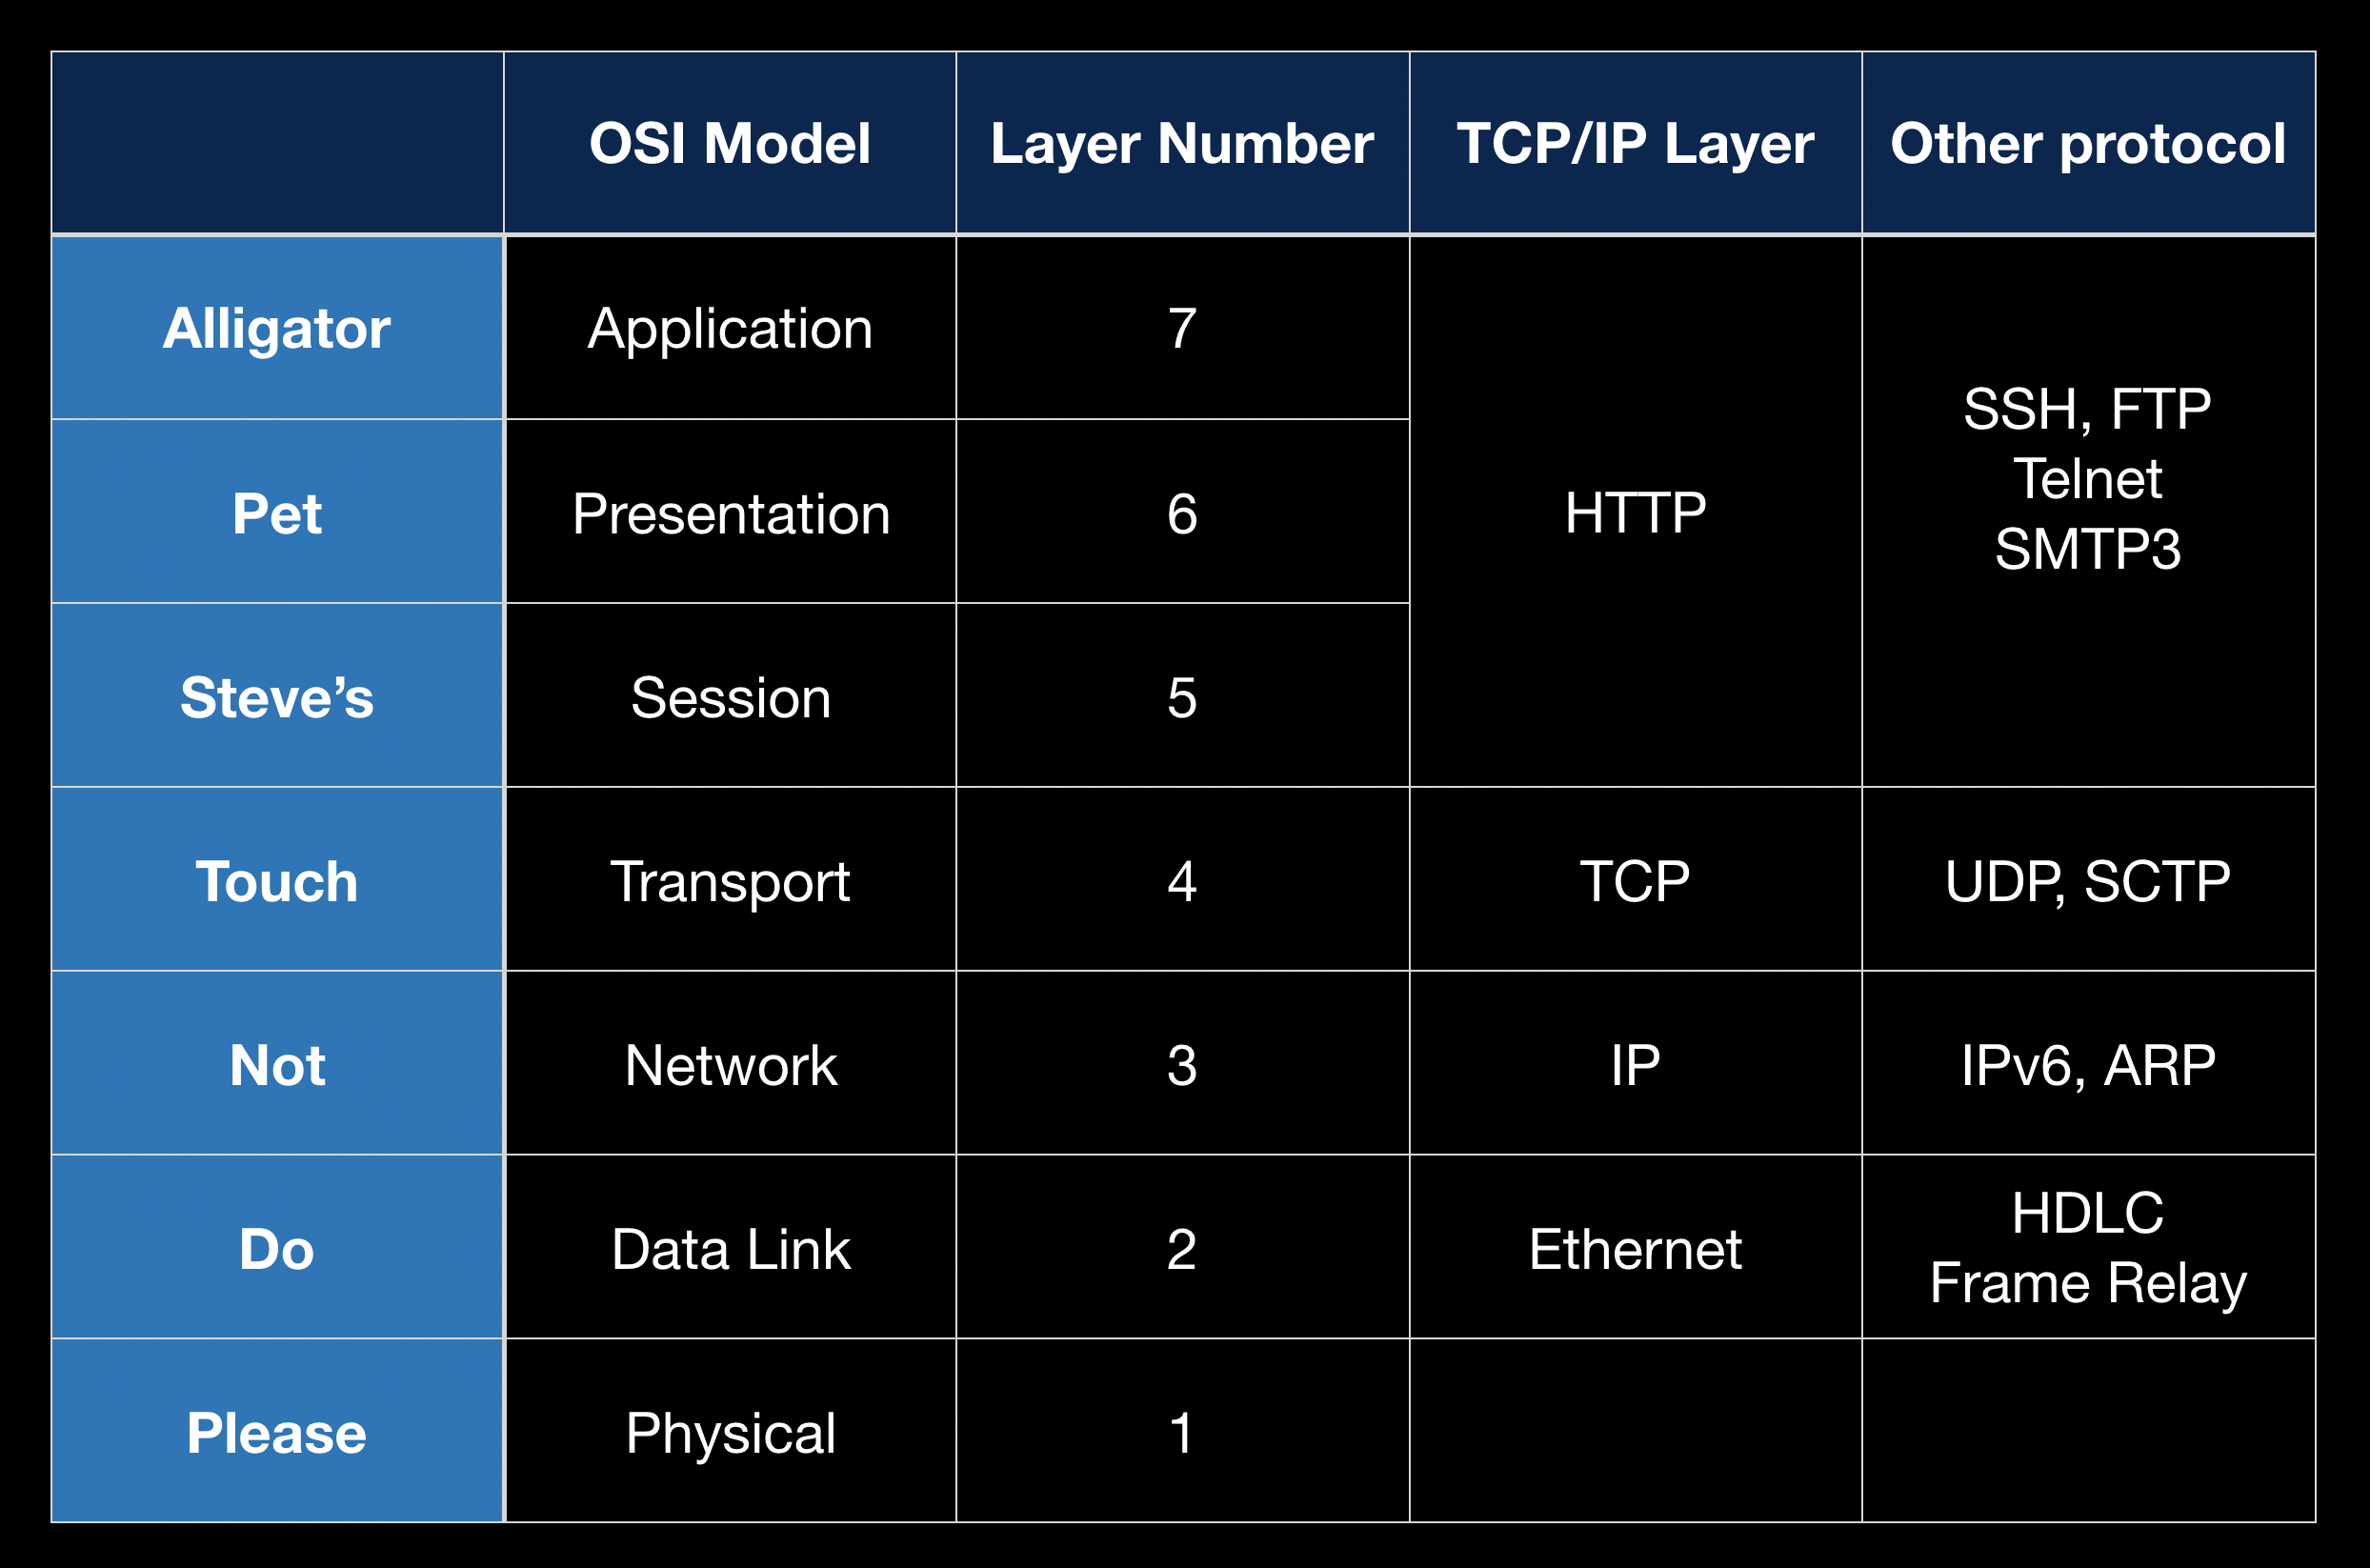 OSI Model Layer Number TCP/IP Layer Other protocol
Alligator Application 7
Pet Presentation 6 HTTP
SSH, FTP
Telnet
SMTP3
Steve’s Session 5
Touch Transport 4 TCP UDP, SCTP
Not Network 3 IP IPv6, ARP
Do Data Link 2 Ethernet
HDLC
Frame Relay
Please Physical 1